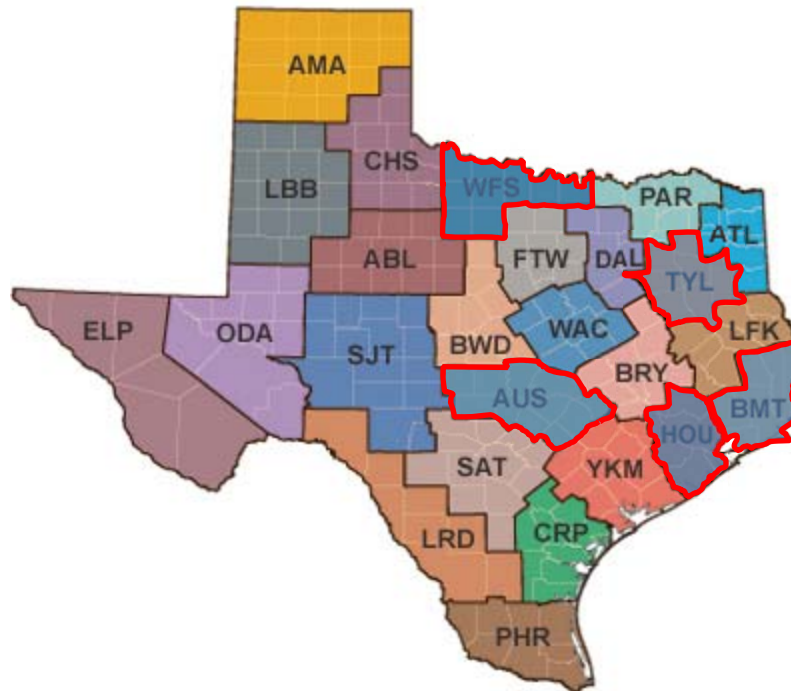 AMA
CHS
LBB
WFS
PAR
ATL
ABL
FTW
DAL
TYL
ELP
ODA
SJT
BWD
WAC
LFK
BRY
AUS
BMT
HOU
SAT
YKM
LRD
CRP
PHR